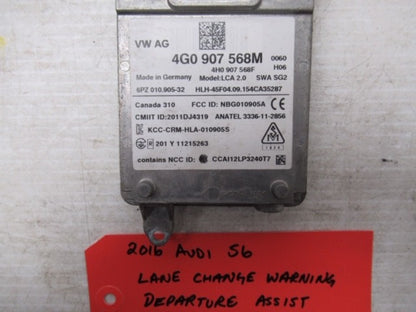 VW AG
4G0 907 568M 0060
4H0 907 568F H06
Made in Germany Model:LCA 2.0 SWA SG2
6PZ 010.905-32 HLH-45F04.09.154CA35287
Canada 310 FCC ID: NBG010905A
CMIIT ID:2011DJ4319 ANATEL 3336-11-2856
KCC-CRM-HLA-010905S
R 201 Y 11215263
contains NCC ID: CCAI12LP3240T7
2016 AUDI S6
LANE CHANGE WARNING
DEPARTURE ASSIST